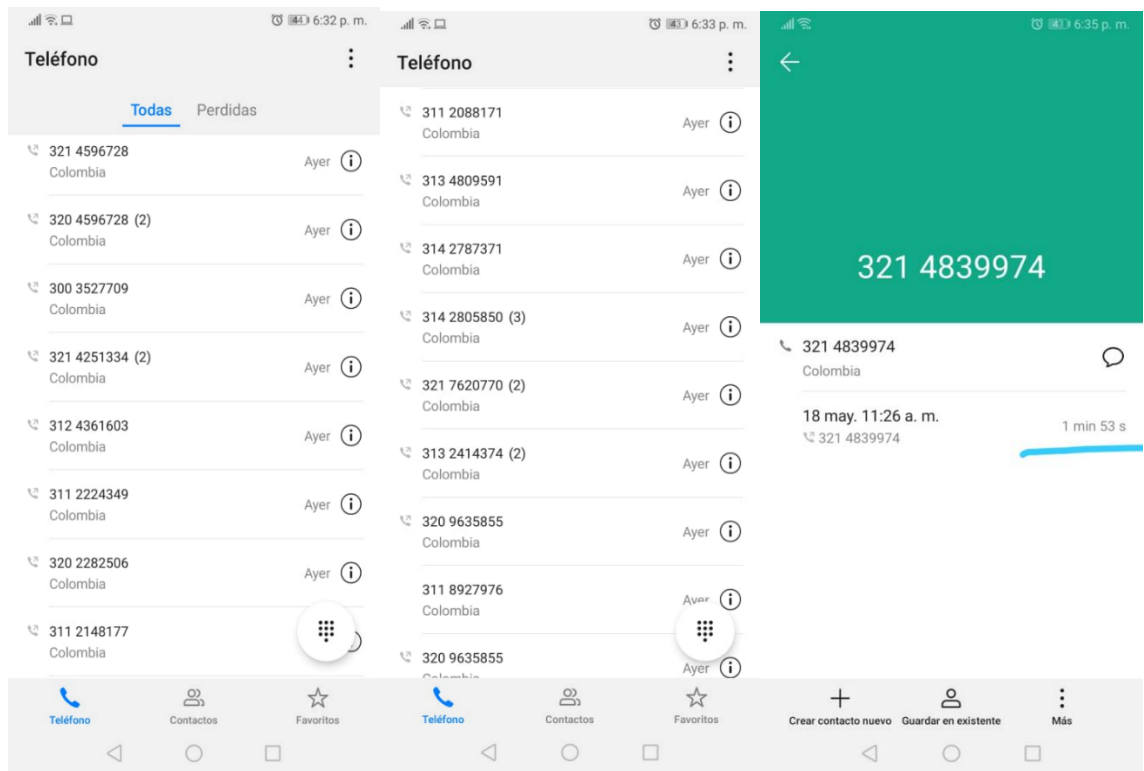 44 6:32 p. m.
Teléfono
Todas Perdidas
321 4596728
Colombia
Ayer
320 4596728 (2)
Colombia
Ayer
300 3527709
Colombia
Ayer
321 4251334 (2)
Colombia
Ayer
312 4361603
Colombia
Ayer
311 2224349
Colombia
Ayer
320 2282506
Colombia
Ayer
311 2148177
Colombia
Teléfono Contactos Favoritos
43 6:33 p. m.
Teléfono
311 2088171
Colombia
Ayer
313 4809591
Colombia
Ayer
314 2787371
Colombia
Ayer
314 2805850 (3)
Colombia
Ayer
321 7620770 (2)
Colombia
Ayer
313 2414374 (2)
Colombia
Ayer
320 9635855
Colombia
Ayer
311 8927976
Colombia
Ayer
320 9635855
Colombia
Ayer
Teléfono Contactos Favoritos
43 6:35 p. m.
321 4839974
321 4839974
Colombia
18 may. 11:26 a. m.
321 4839974
1 min 53 s
Crear contacto nuevo Guardar en existente Más